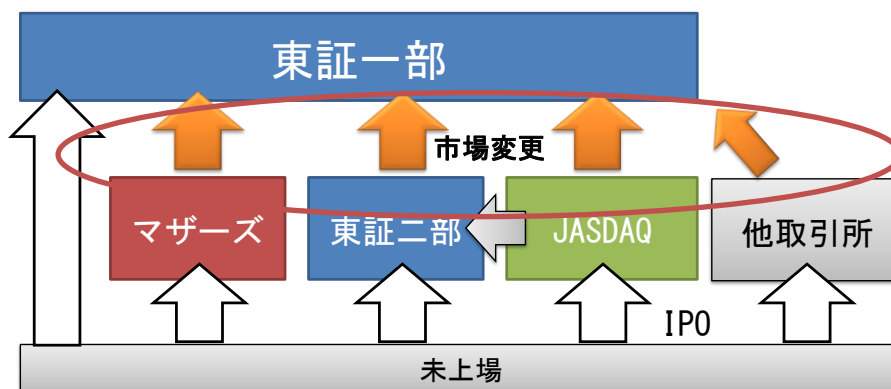 東証一部
市場変更
マザーズ
東証二部
JASDAQ
他取引所
IPO
未上場